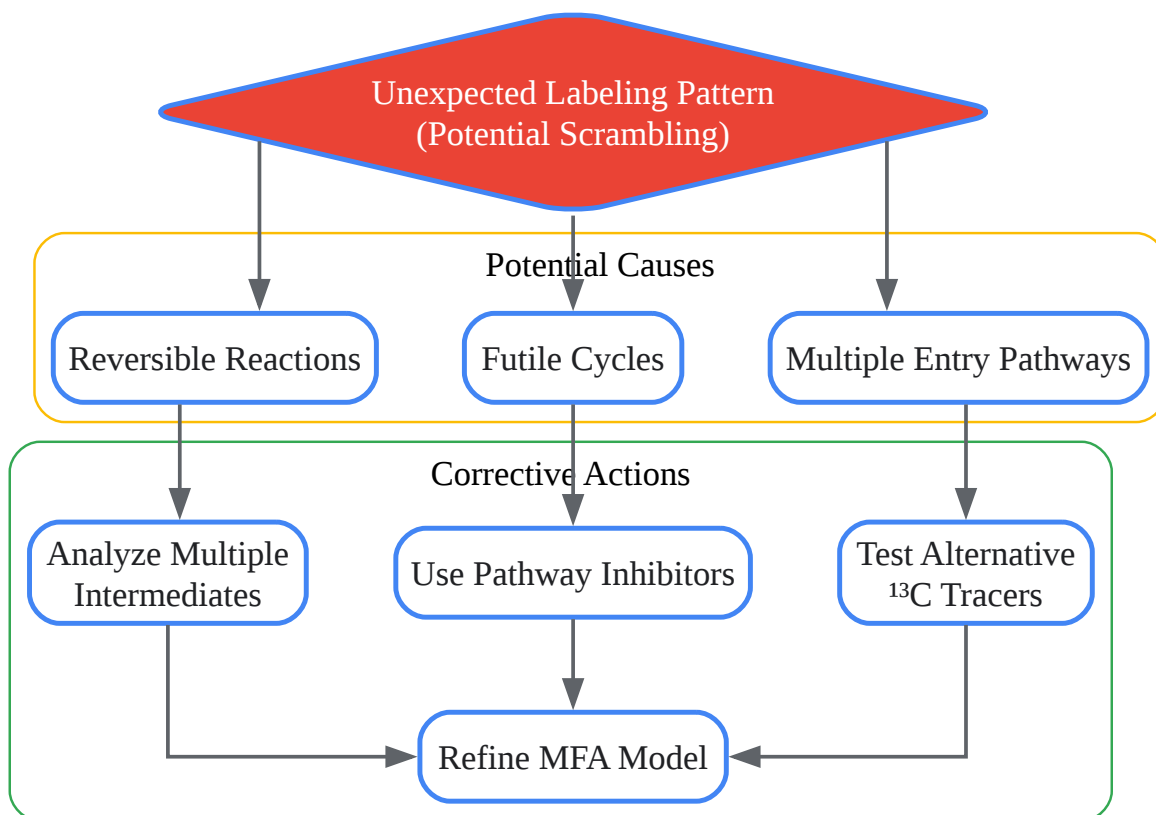 Unexpected Labeling Pattern
(Potential Scrambling)
Potential Causes
Reversible Reactions
Futile Cycles
Multiple Entry Pathways
Corrective Actions
Analyze Multiple
Intermediates
Use Pathway Inhibitors
Test Alternative
¹³C Tracers
Refine MFA Model